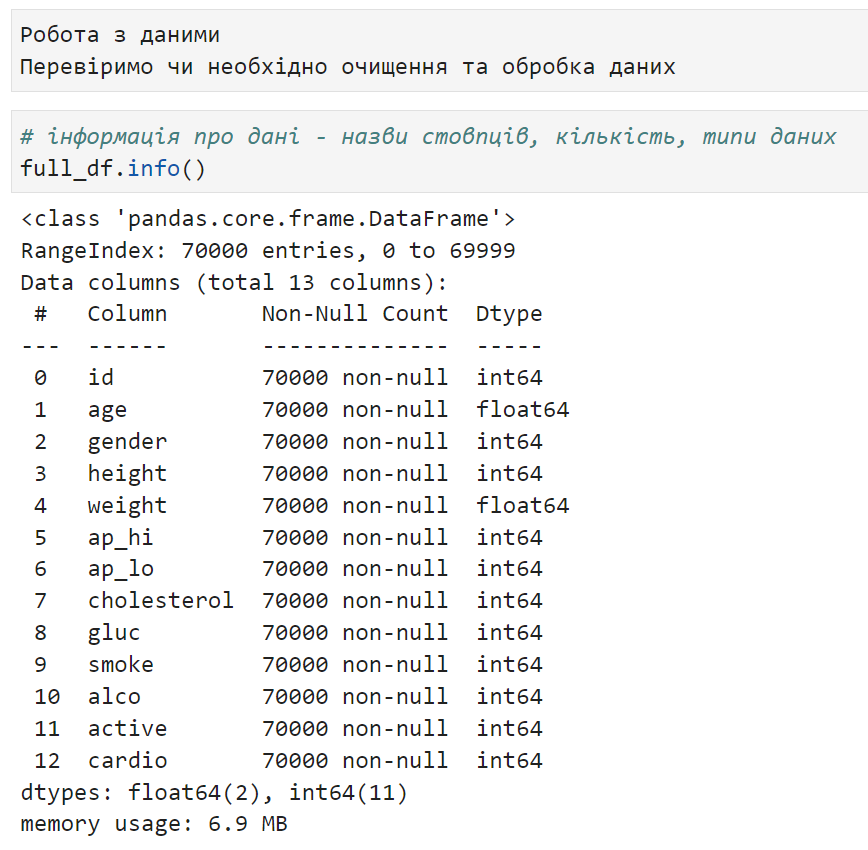 Робота з даними
Перевіримо чи необхідно очищення та обробка даних
# інформація про дані - назви стовпців, кількість, типи даних
full_df.info()
<class 'pandas.core.frame.DataFrame'>
RangeIndex: 70000 entries, 0 to 69999
Data columns (total 13 columns):
 #   Column       Non-Null Count  Dtype
---  ------       --------------  -----
 0   id           70000 non-null  int64
 1   age          70000 non-null  float64
 2   gender       70000 non-null  int64
 3   height       70000 non-null  int64
 4   weight       70000 non-null  float64
 5   ap_hi        70000 non-null  int64
 6   ap_lo        70000 non-null  int64
 7   cholesterol  70000 non-null  int64
 8   gluc         70000 non-null  int64
 9   smoke        70000 non-null  int64
 10  alco         70000 non-null  int64
 11  active       70000 non-null  int64
 12  cardio       70000 non-null  int64
dtypes: float64(2), int64(11)
memory usage: 6.9 MB